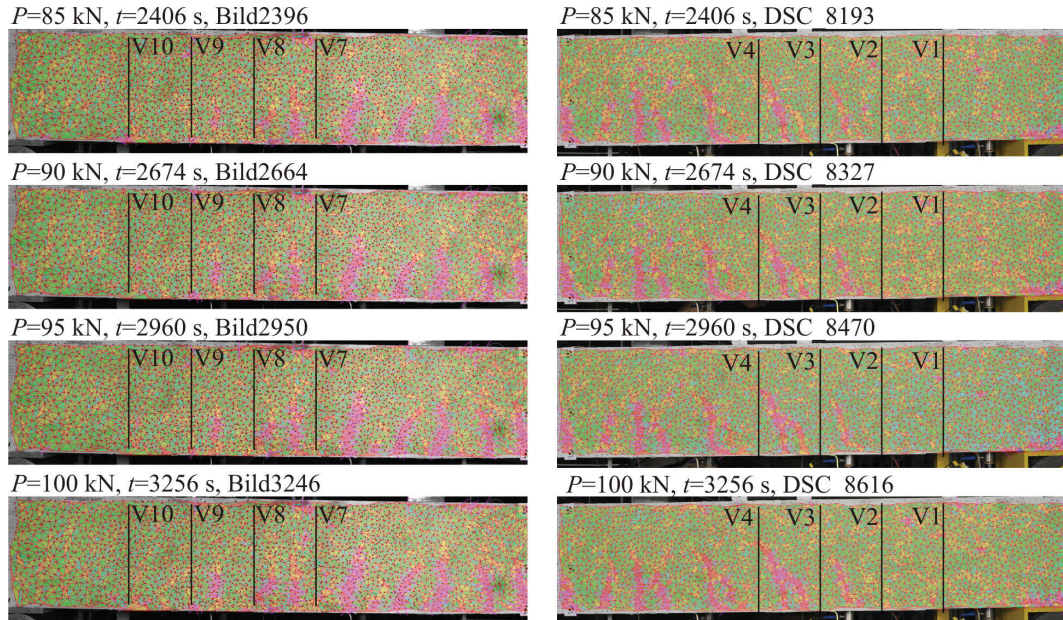 P=85 kN, t=2406 s, Bild2396
V10 V9 V8 V7
P=85 kN, t=2406 s, DSC_8193
V4 V3 V2 V1
P=90 kN, t=2674 s, Bild2664
V10 V9 V8 V7
P=90 kN, t=2674 s, DSC_8327
V4 V3 V2 V1
P=95 kN, t=2960 s, Bild2950
V10 V9 V8 V7
P=95 kN, t=2960 s, DSC_8470
V4 V3 V2 V1
P=100 kN, t=3256 s, Bild3246
V10 V9 V8 V7
P=100 kN, t=3256 s, DSC_8616
V4 V3 V2 V1